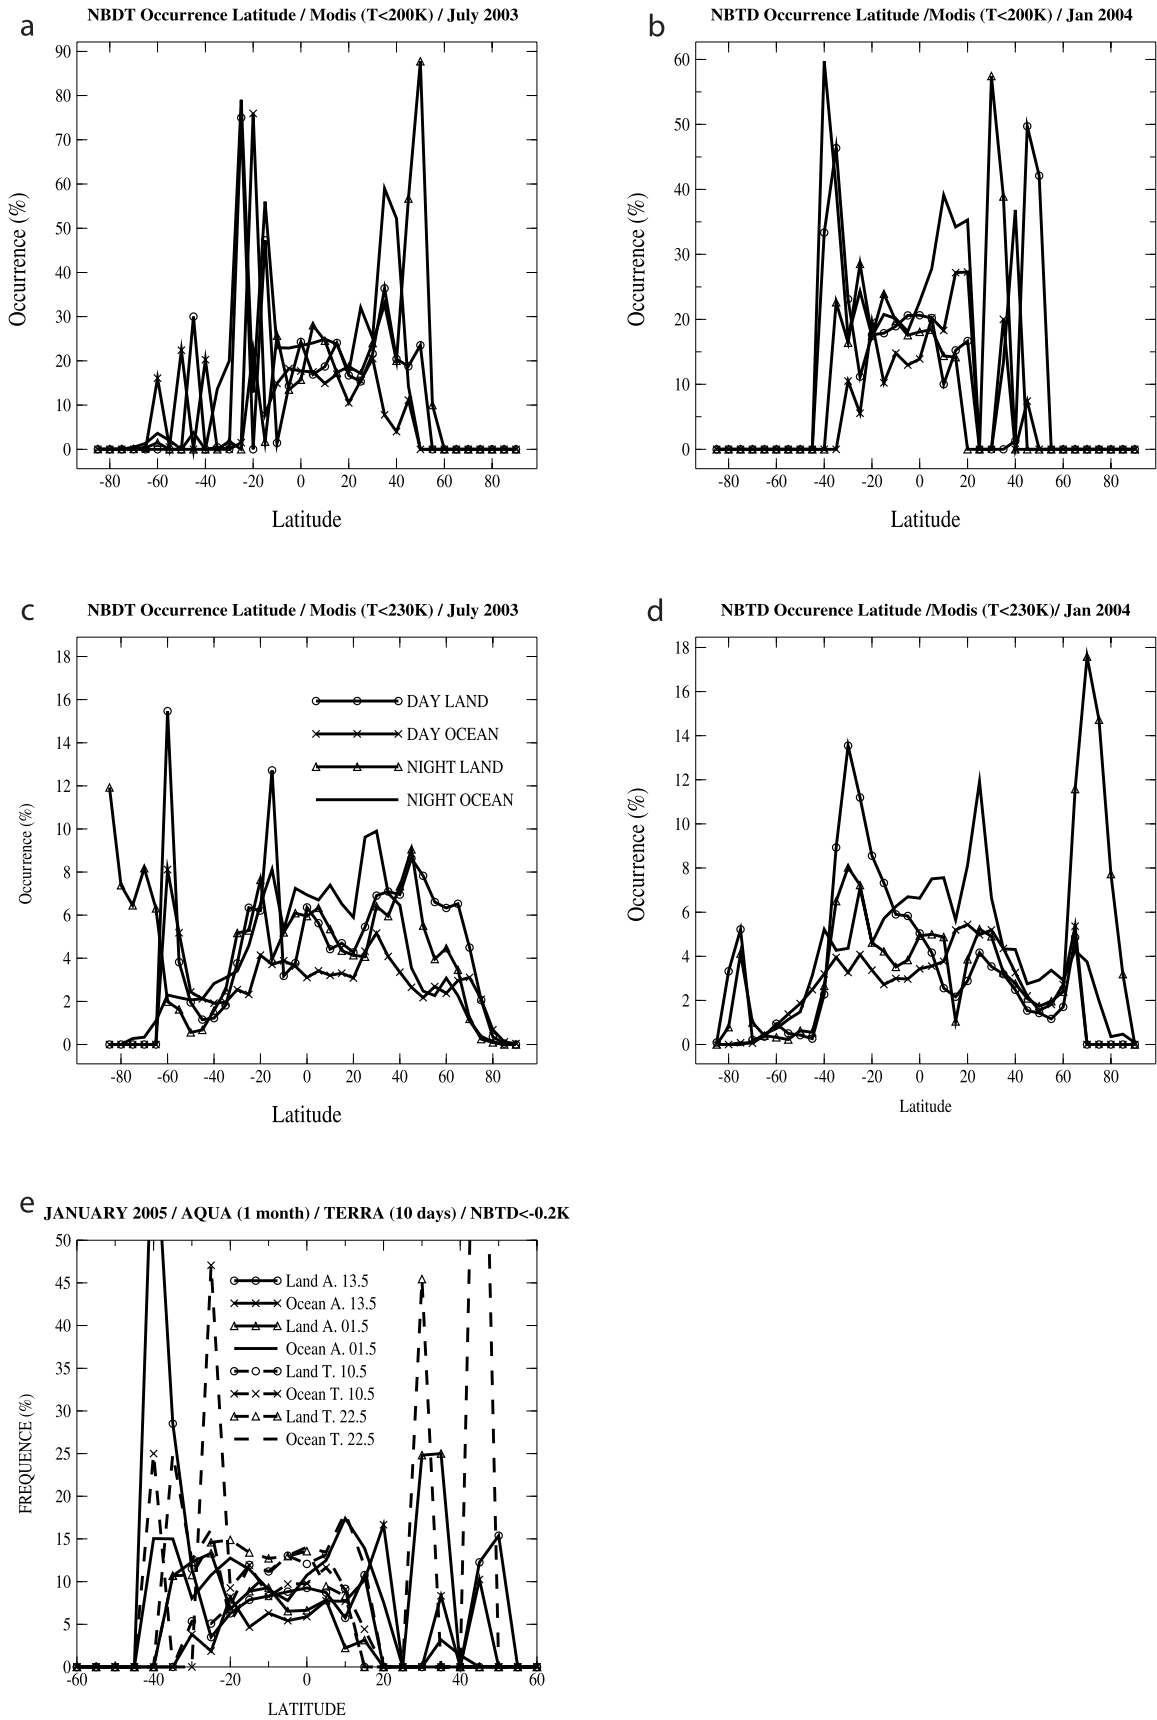 a
NBDT Occurrence Latitude / Modis (T<200K) / July 2003
90
80
70
60
50
40
30
20
10
0
Occurrence (%)
-80 -60 -40 -20 0 20 40 60 80
Latitude
b
NBTD Occurrence Latitude /Modis (T<200K) / Jan 2004
60
50
40
30
20
10
0
Occurrence (%)
-80 -60 -40 -20 0 20 40 60 80
Latitude
c
NBDT Occurrence Latitude / Modis (T<230K) / July 2003
18
16
14
12
10
8
6
4
2
0
Occurrence (%)
DAY LAND
DAY OCEAN
NIGHT LAND
NIGHT OCEAN
-80 -60 -40 -20 0 20 40 60 80
Latitude
d
NBTD Occurence Latitude /Modis (T<230K)/ Jan 2004
18
16
14
12
10
8
6
4
2
0
Occurrence (%)
-80 -60 -40 -20 0 20 40 60 80
Latitude
e
JANUARY 2005 / AQUA (1 month) / TERRA (10 days) / NBTD<-0.2K
50
45
40
35
30
25
20
15
10
5
0
FREQUENCE (%)
Land A. 13.5
Ocean A. 13.5
Land A. 01.5
Ocean A. 01.5
Land T. 10.5
Ocean T. 10.5
Land T. 22.5
Ocean T. 22.5
-60 -40 -20 0 20 40 60
LATITUDE